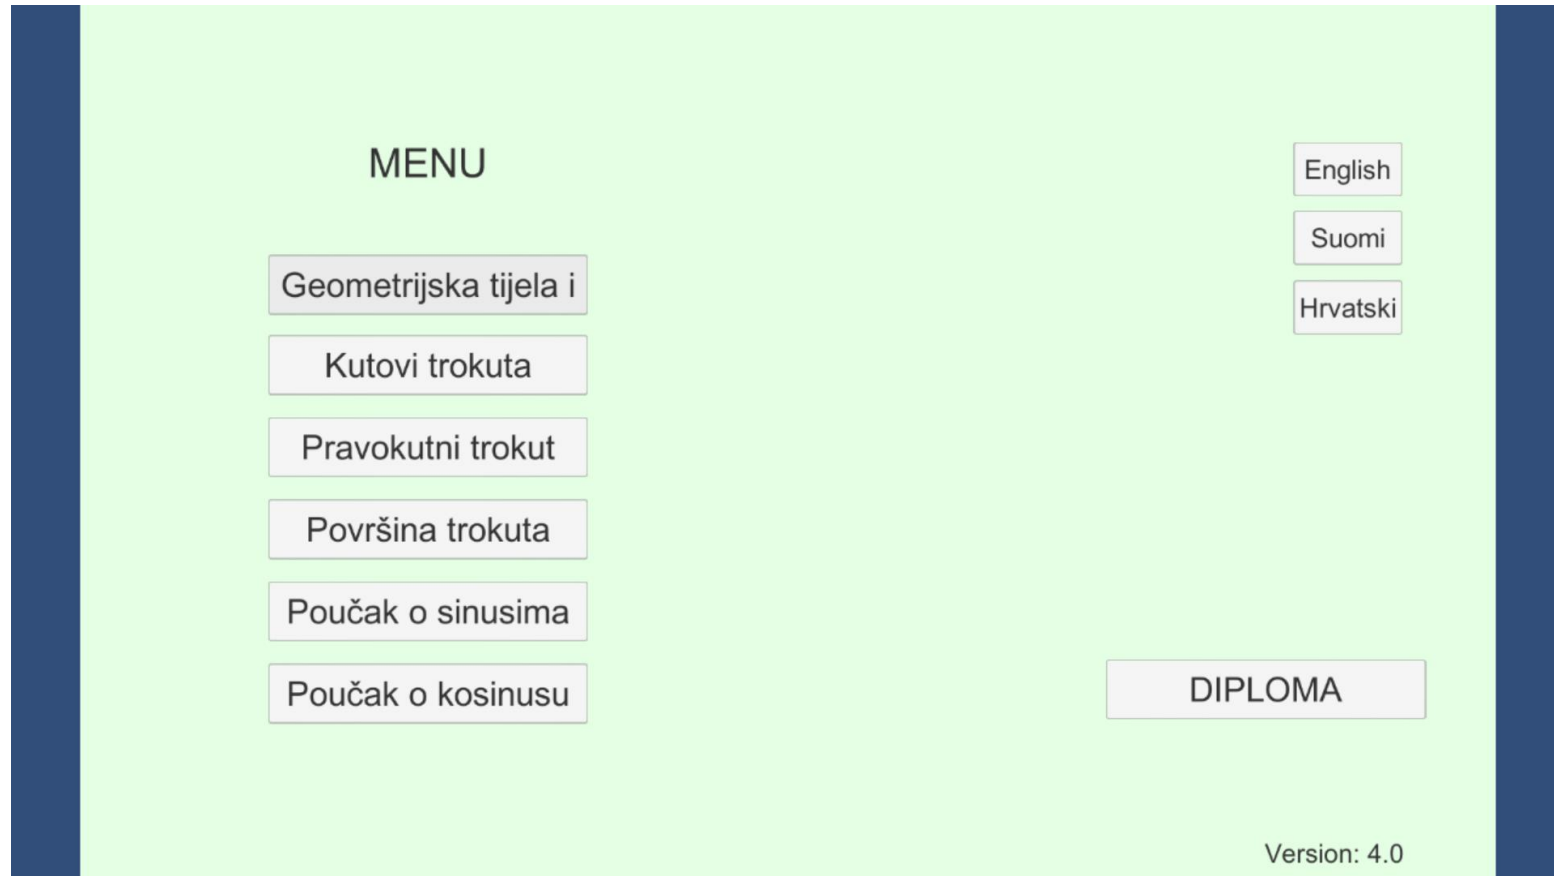 MENU
Geometrijska tijela i
Kutovi trokuta
Pravokutni trokut
Površina trokuta
Poučak o sinusima
Poučak o kosinusu
English
Suomi
Hrvatski
DIPLOMA
Version: 4.0